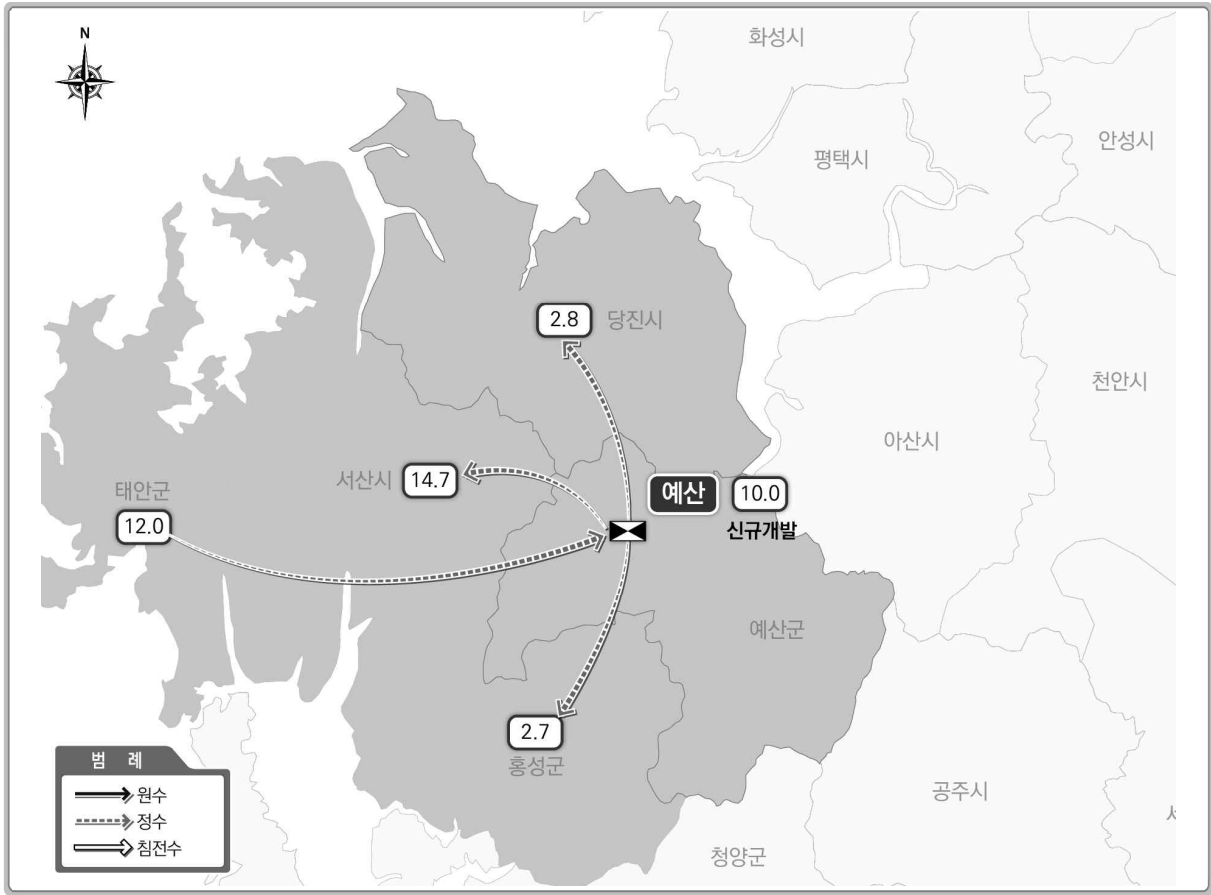 N
화성시
안성시
평택시
2.8 당진시
천안시
아산시
서산시 14.7
예산 10.0
신규개발
태안군
12.0
예산군
2.7
홍성군
공주시
서
청양군
범 례
원수
정수
침전수